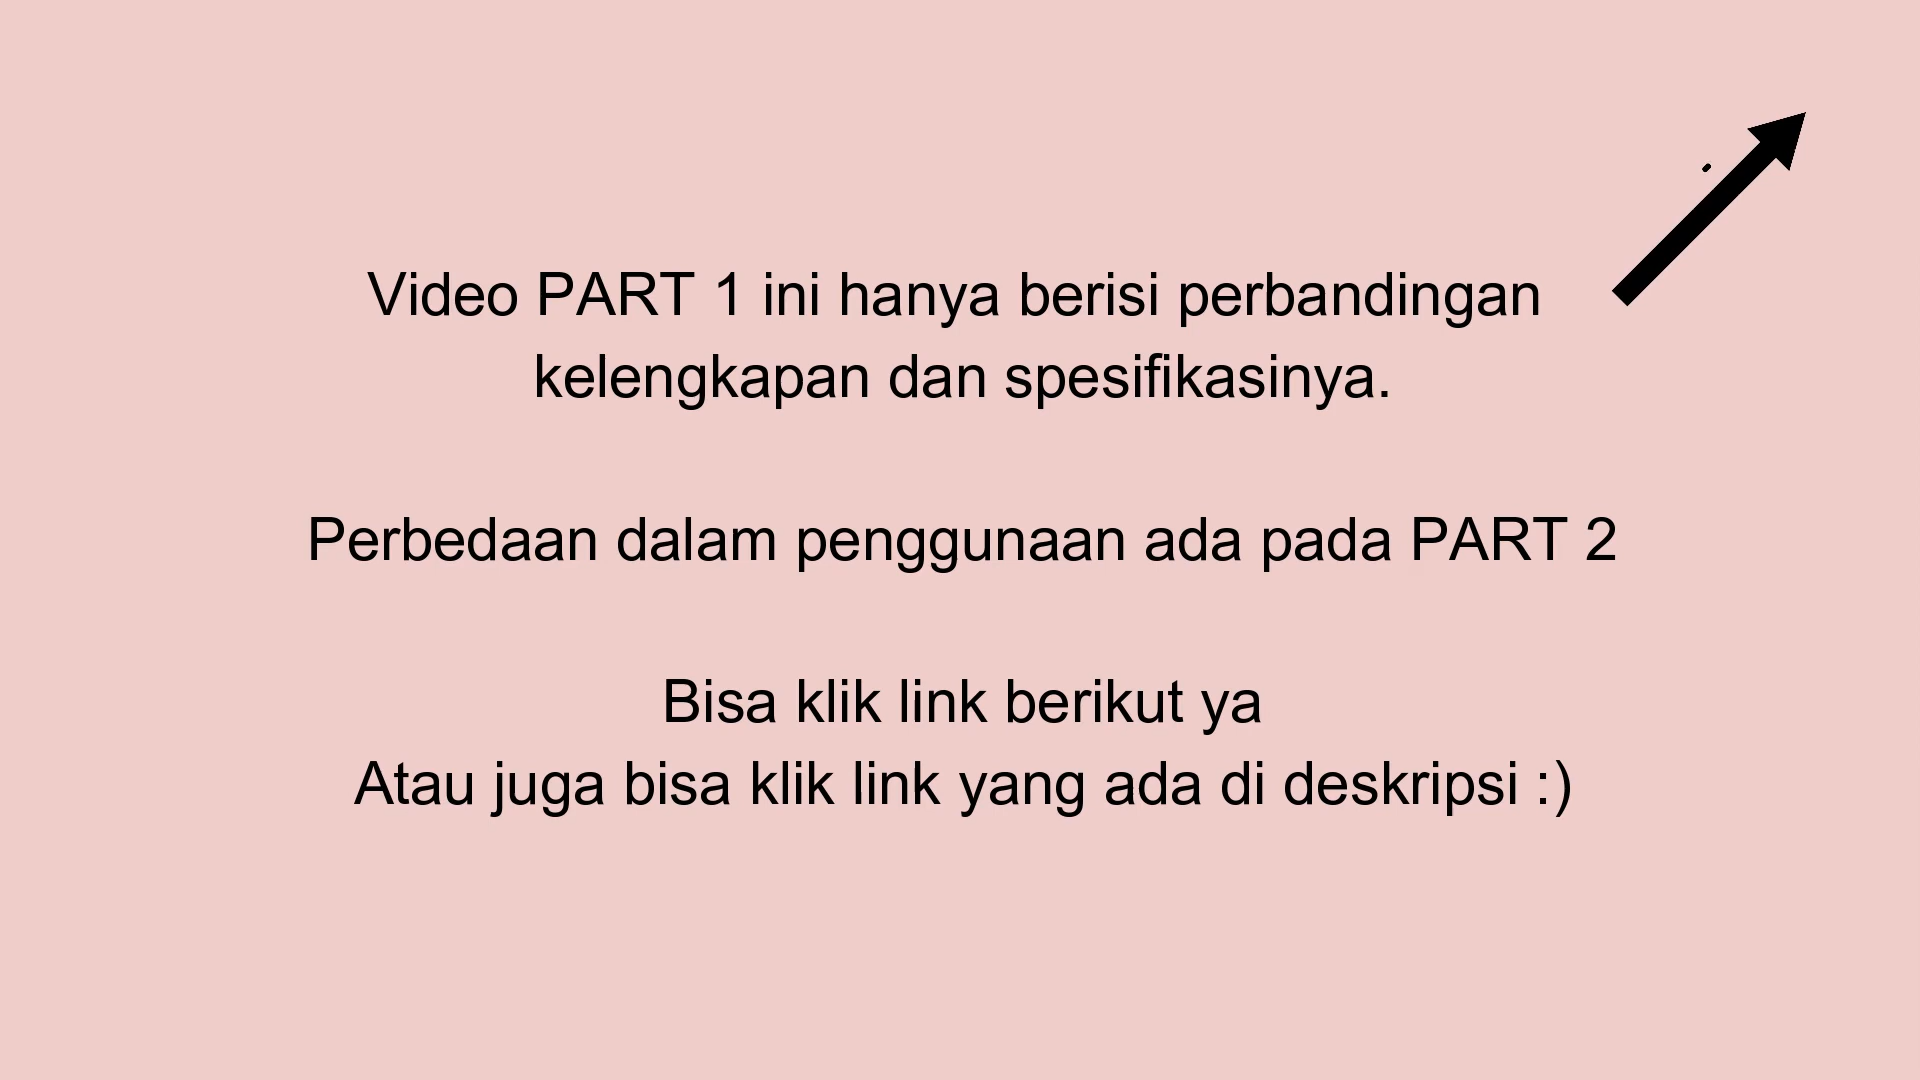 Video PART 1 ini hanya berisi perbandingan
kelengkapan dan spesifikasinya.
Perbedaan dalam penggunaan ada pada PART 2
Bisa klik link berikut ya
Atau juga bisa klik link yang ada di deskripsi :)